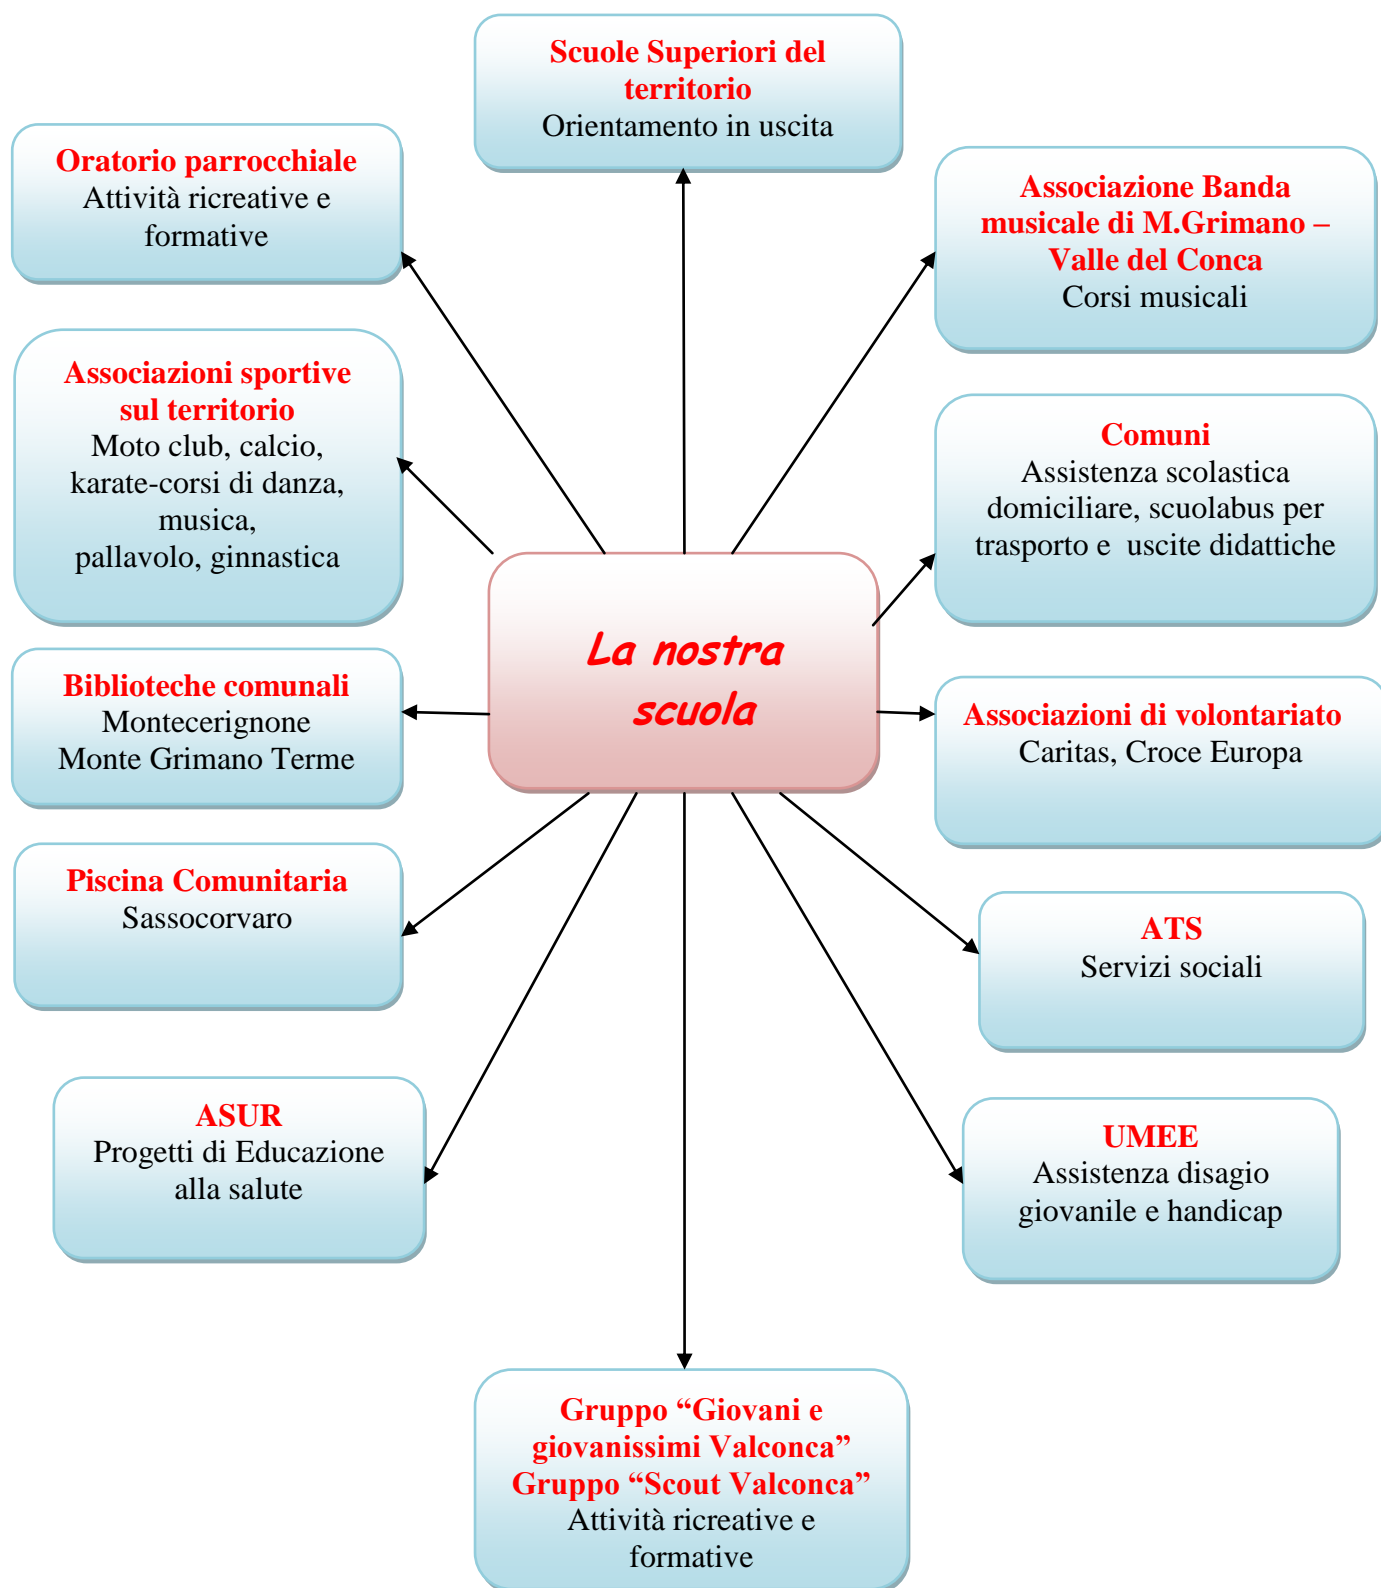 Scuole Superiori del
territorio
Orientamento in uscita
Oratorio parrocchiale
Attività ricreative e
formative
Associazione Banda
musicale di M.Grimano –
Valle del Conca
Corsi musicali
Associazioni sportive
sul territorio
Moto club, calcio,
karate-corsi di danza,
musica,
pallavolo, ginnastica
Comuni
Assistenza scolastica
domiciliare, scuolabus per
trasporto e uscite didattiche
La nostra
scuola
Biblioteche comunali
Montecerignone
Monte Grimano Terme
Associazioni di volontariato
Caritas, Croce Europa
Piscina Comunitaria
Sassocorvaro
ATS
Servizi sociali
ASUR
Progetti di Educazione
alla salute
UMEE
Assistenza disagio
giovanile e handicap
Gruppo “Giovani e
giovanissimi Valconca”
Gruppo “Scout Valconca”
Attività ricreative e
formative